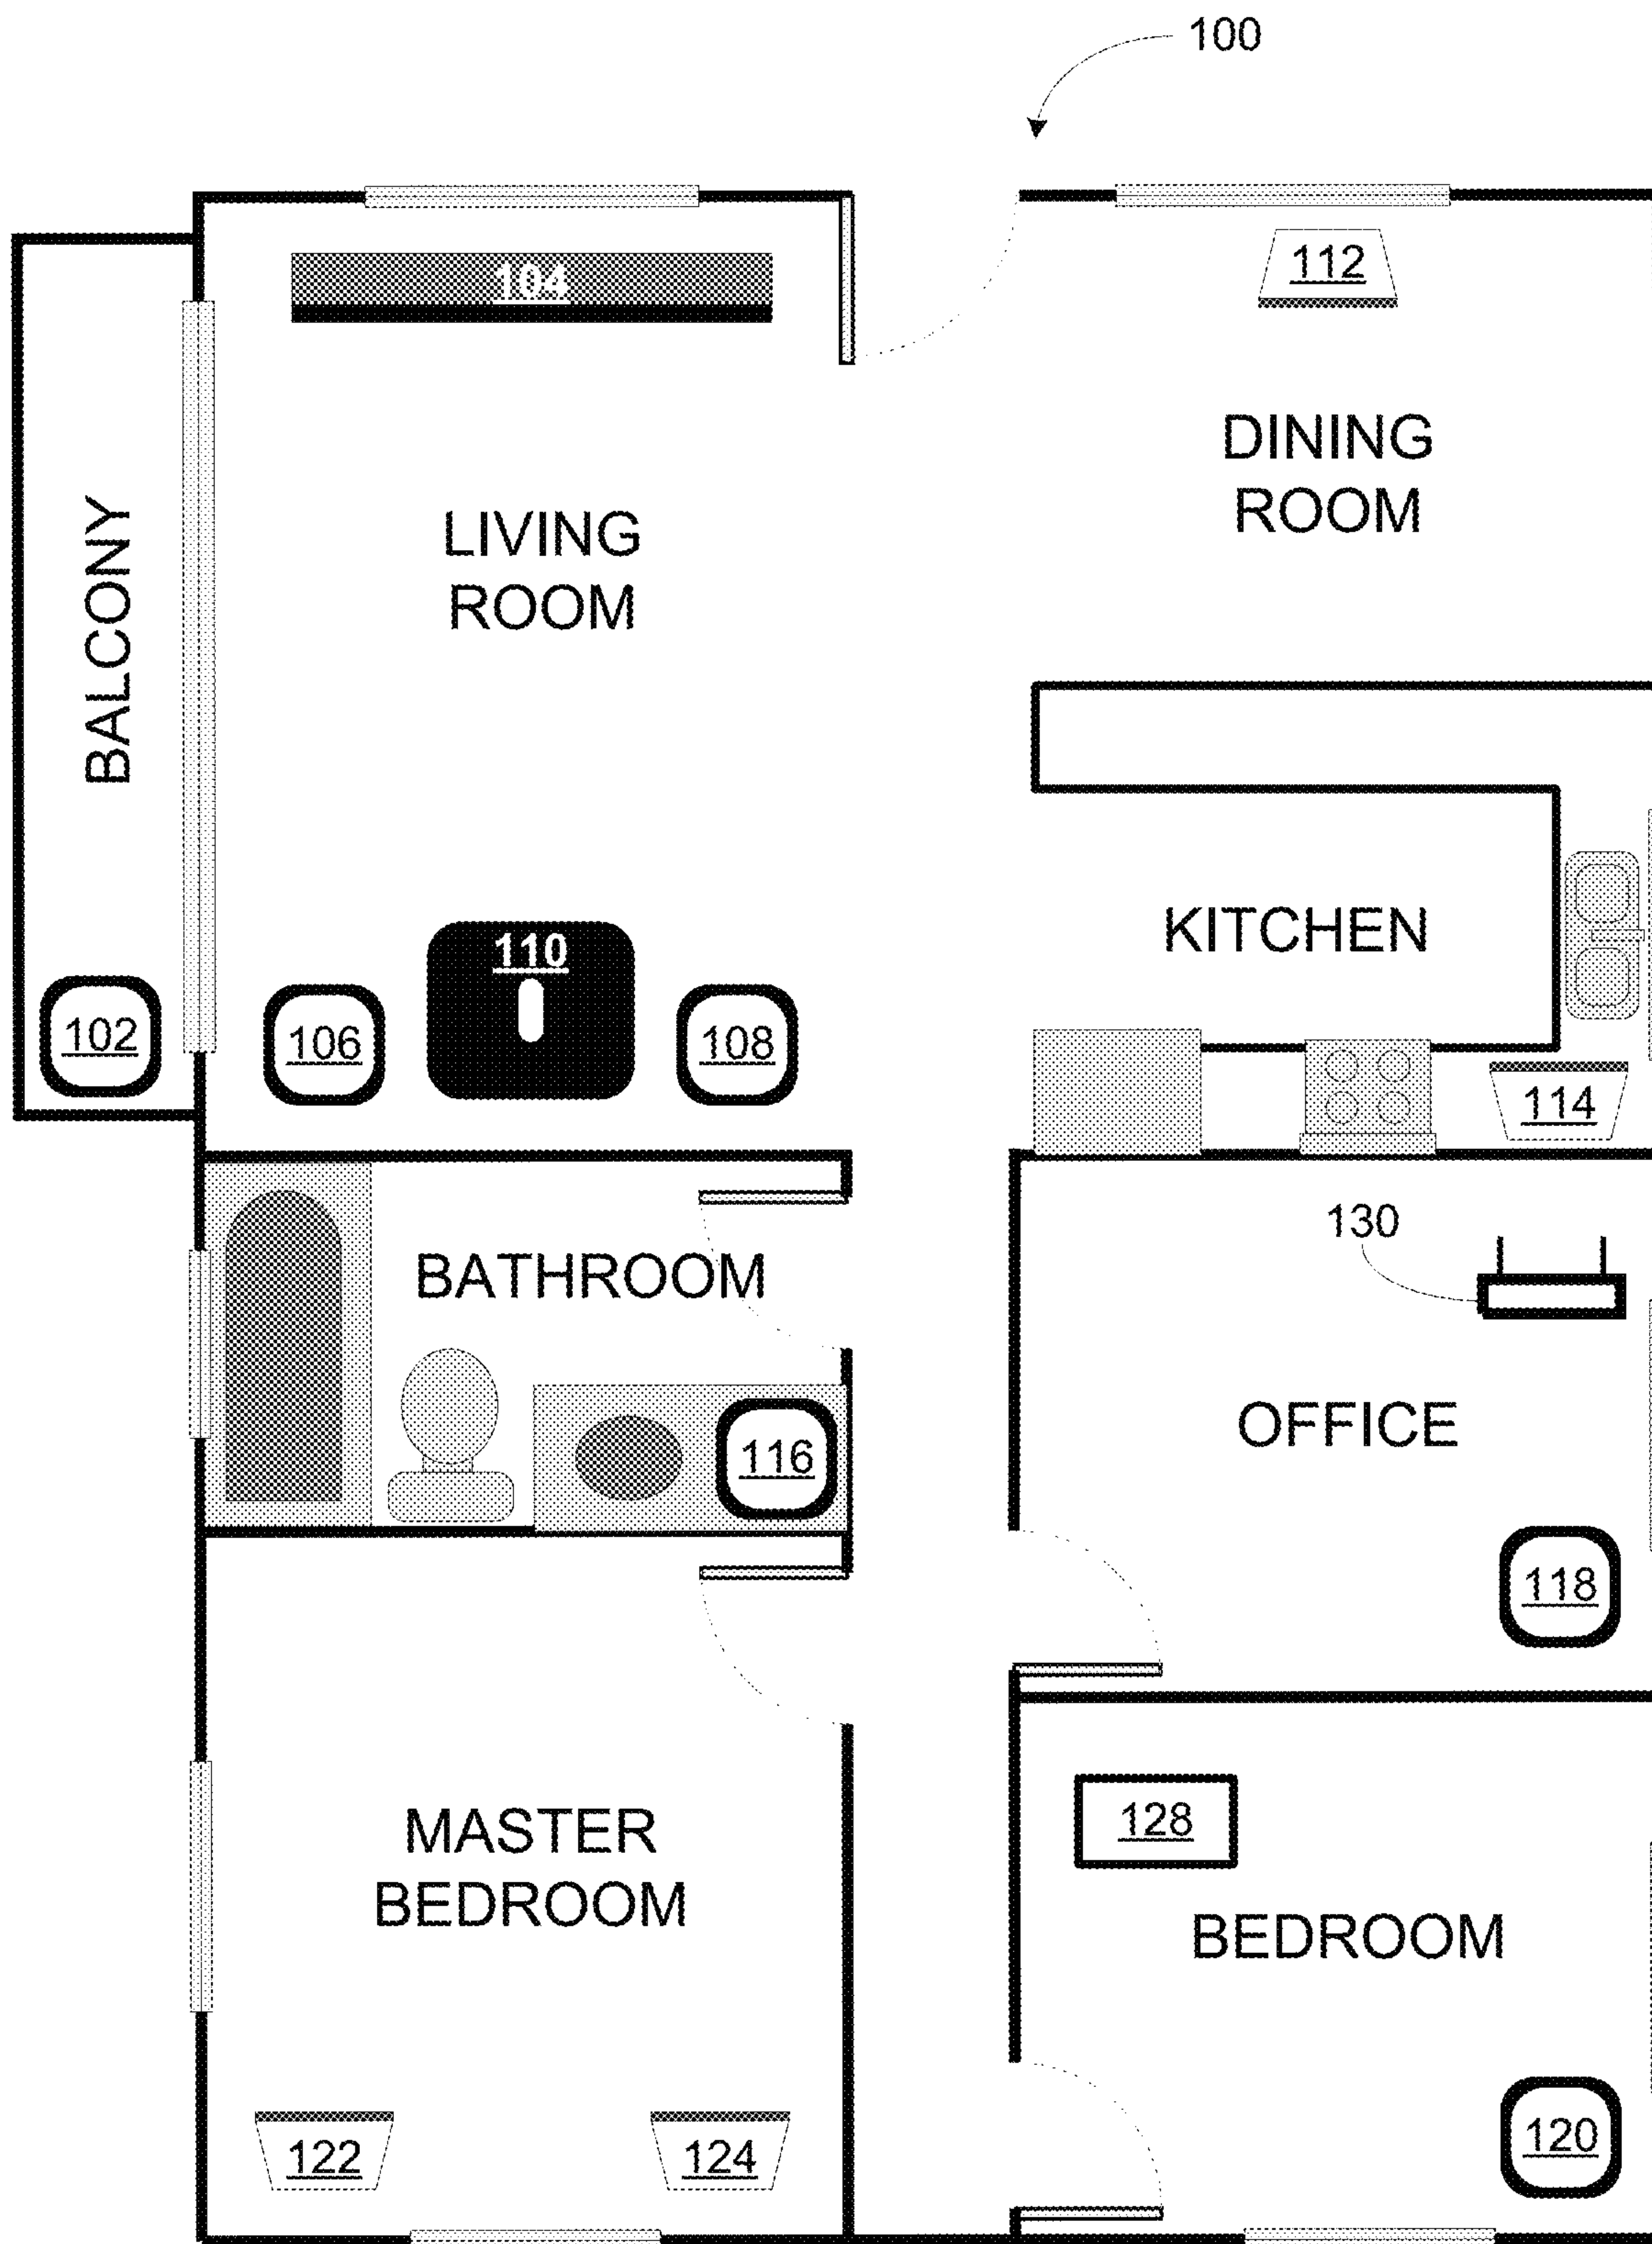 100
104
112
DINING
ROOM
LIVING
ROOM
BALCONY
110
KITCHEN
102
106
108
114
130
BATHROOM
OFFICE
116
118
128
MASTER
BEDROOM
BEDROOM
122
124
120